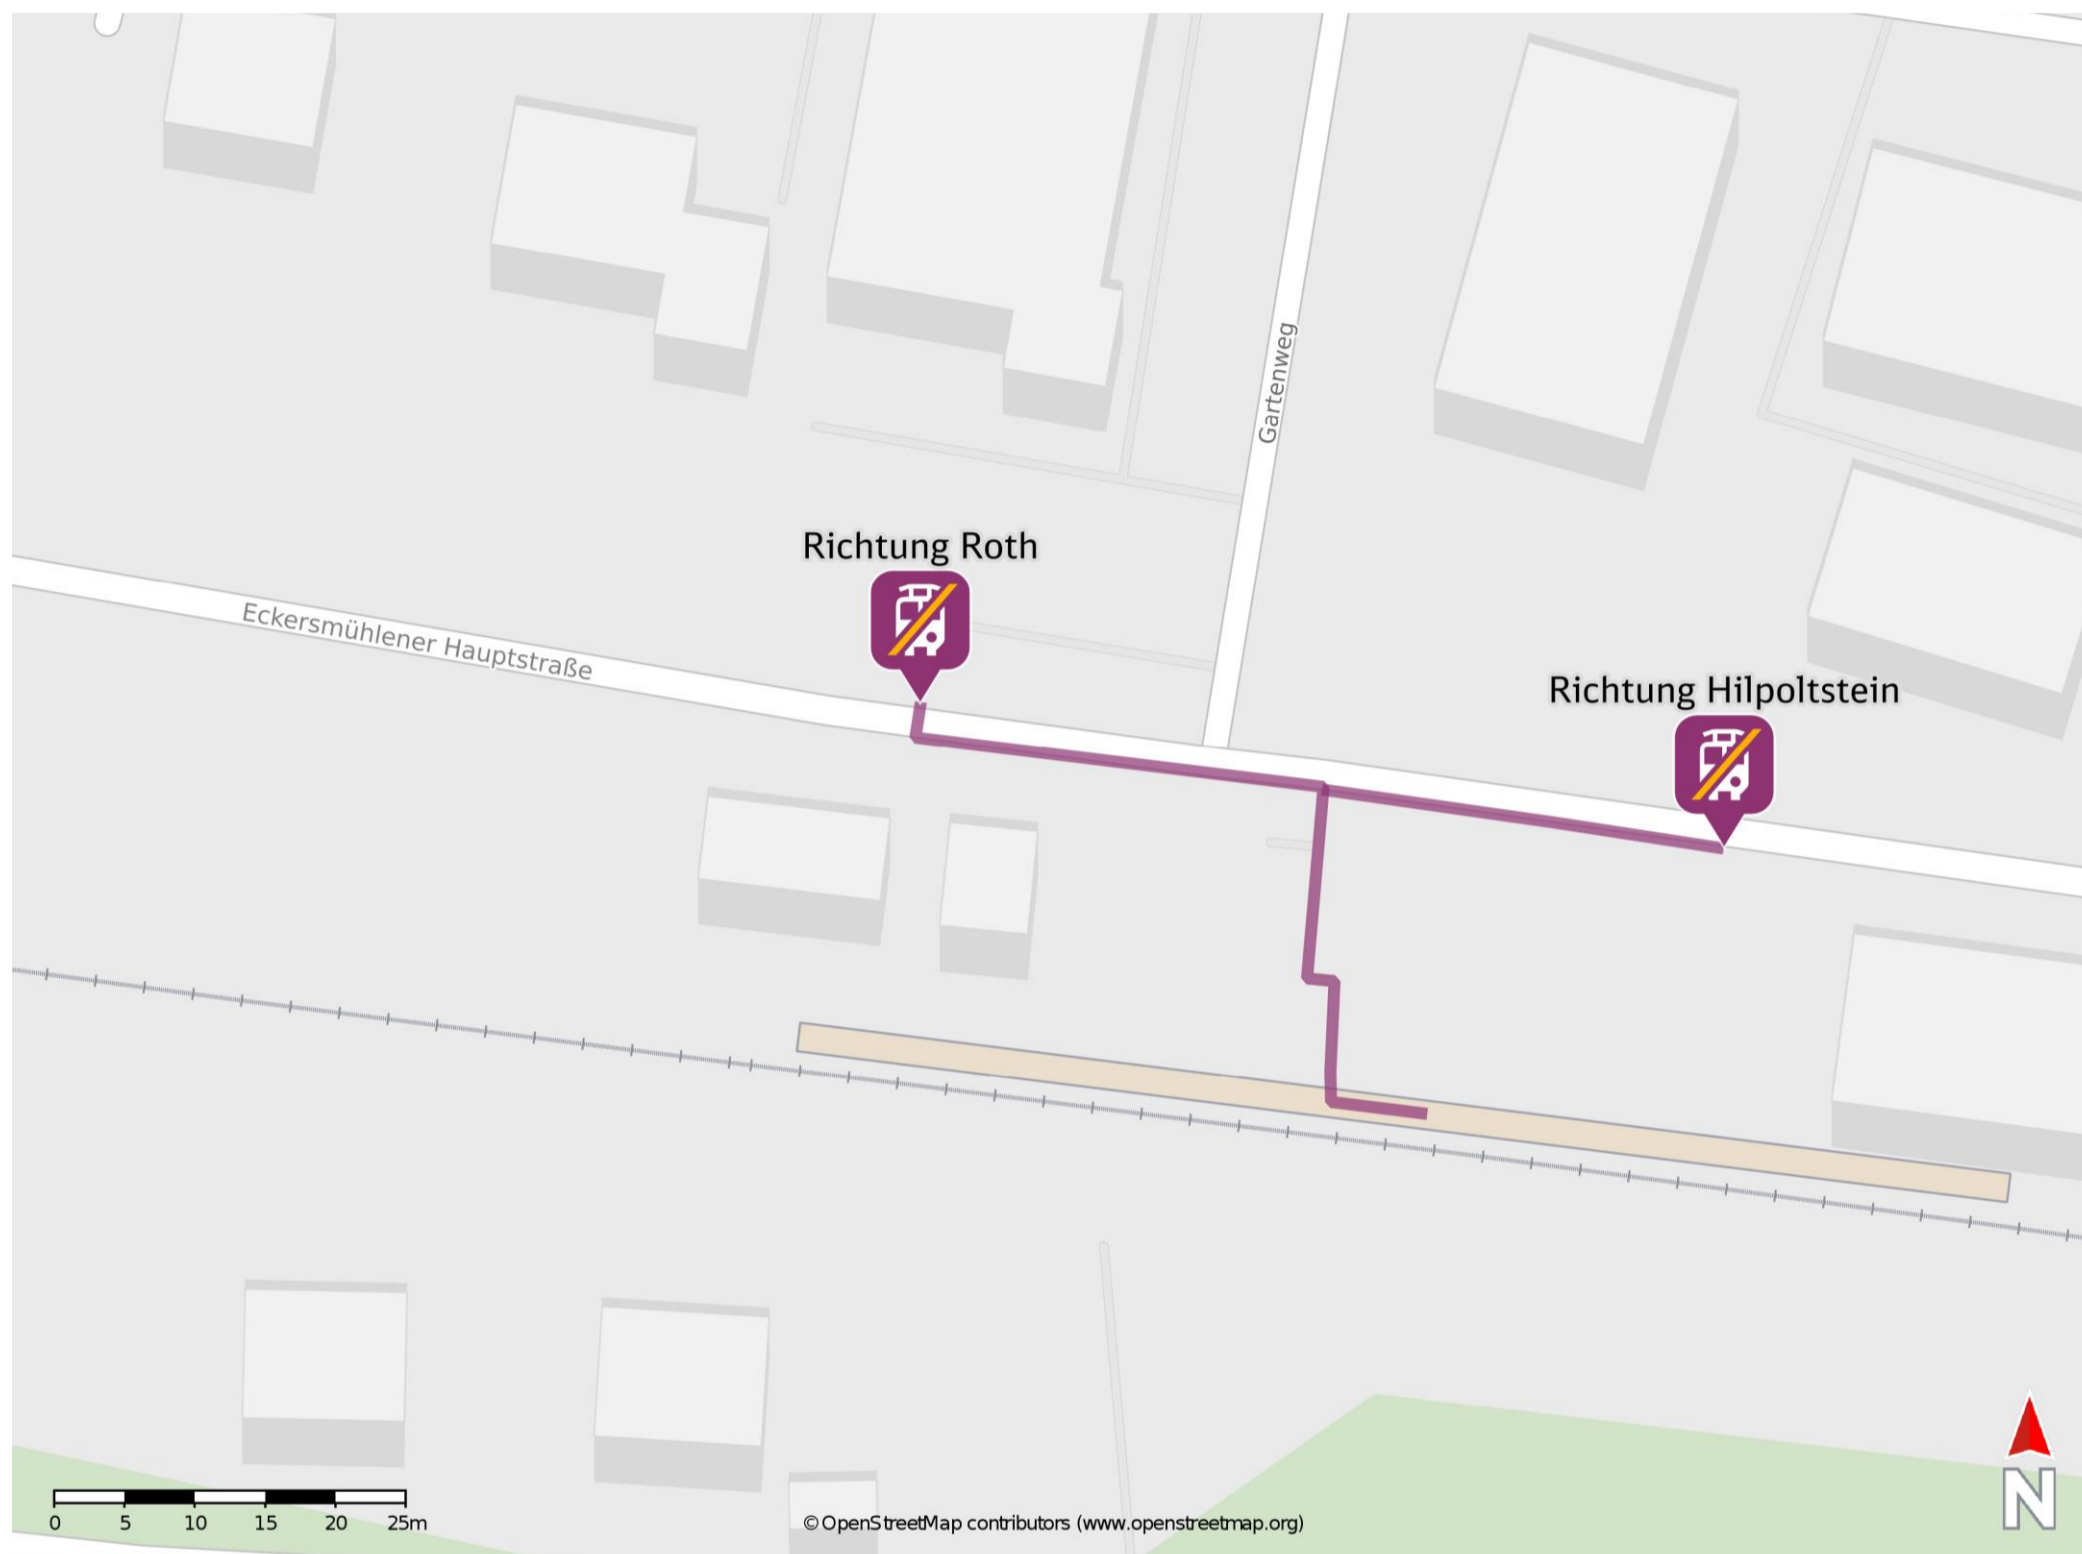 Gartenweg
Richtung Roth
Eckersmühlener Hauptstraße
Richtung Hilpoltstein
N
0 5 10 15 20 25m
© OpenStreetMap contributors (www.openstreetmap.org)